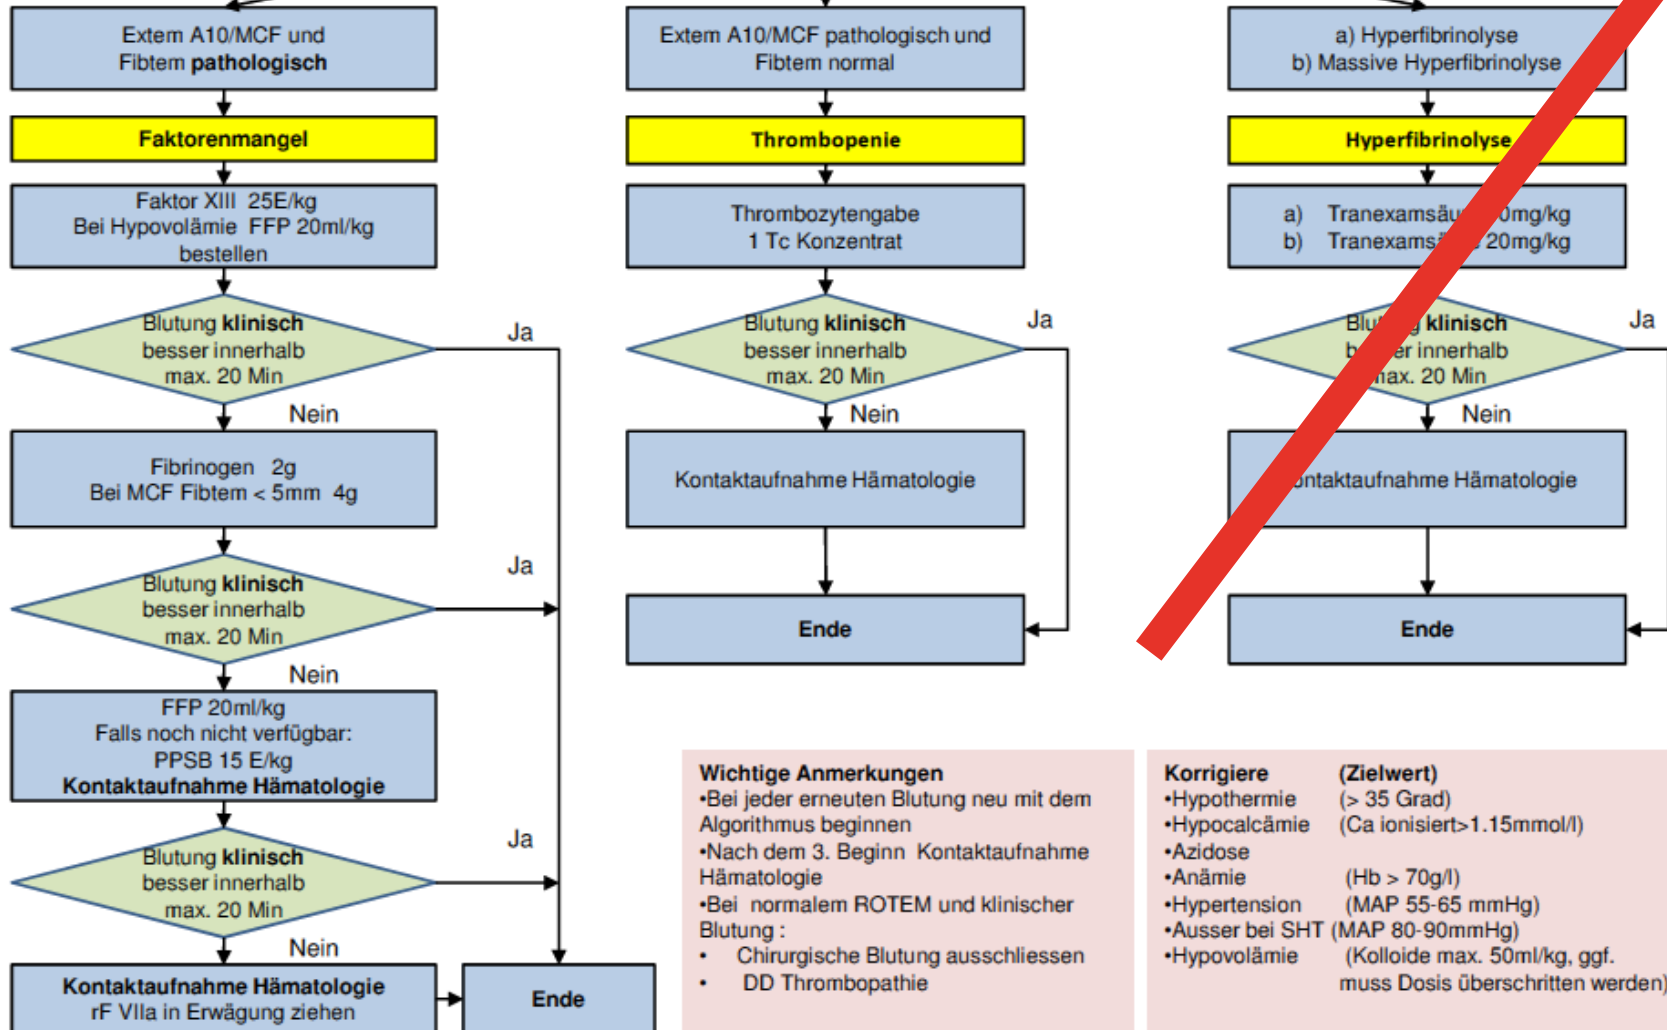 Extem A10/MCF und
Fibtem pathologisch
Faktorenmangel
Faktor XIII 25E/kg
Bei Hypovolämie FFP 20ml/kg
bestellen
Blutung klinisch
besser innerhalb
max. 20 Min
Ja
Nein
Fibrinogen 2g
Bei MCF Fibtem < 5mm 4g
Blutung klinisch
besser innerhalb
max. 20 Min
Ja
Nein
FFP 20ml/kg
Falls noch nicht verfügbar:
PPSB 15 E/kg
Kontaktaufnahme Hämatologie
Blutung klinisch
besser innerhalb
max. 20 Min
Ja
Nein
Kontaktaufnahme Hämatologie
rF VIIa in Erwägung ziehen
Ende
Extem A10/MCF pathologisch und
Fibtem normal
Thrombopenie
Thrombozytengabe
1 Tc Konzentrat
Blutung klinisch
besser innerhalb
max. 20 Min
Ja
Nein
Kontaktaufnahme Hämatologie
Ende
a) Hyperfibrinolyse
b) Massive Hyperfibrinolyse
Hyperfibrinolyse
a) Tranexamsäu 0mg/kg
b) Tranexamsä 20mg/kg
Blutung klinisch
besser innerhalb
max. 20 Min
Ja
Nein
Kontaktaufnahme Hämatologie
Ende
Wichtige Anmerkungen
•Bei jeder erneuten Blutung neu mit dem
Algorithmus beginnen
•Nach dem 3. Beginn Kontaktaufnahme
Hämatologie
•Bei normalem ROTEM und klinischer
Blutung :
• Chirurgische Blutung ausschliessen
• DD Thrombopathie
Korrigiere (Zielwert)
•Hypothermie (> 35 Grad)
•Hypocalcämie (Ca ionisiert>1.15mmol/l)
•Azidose
•Anämie (Hb > 70g/l)
•Hypertension (MAP 55-65 mmHg)
•Ausser bei SHT (MAP 80-90mmHg)
•Hypovolämie (Kolloide max. 50ml/kg, ggf.
muss Dosis überschritten werden)